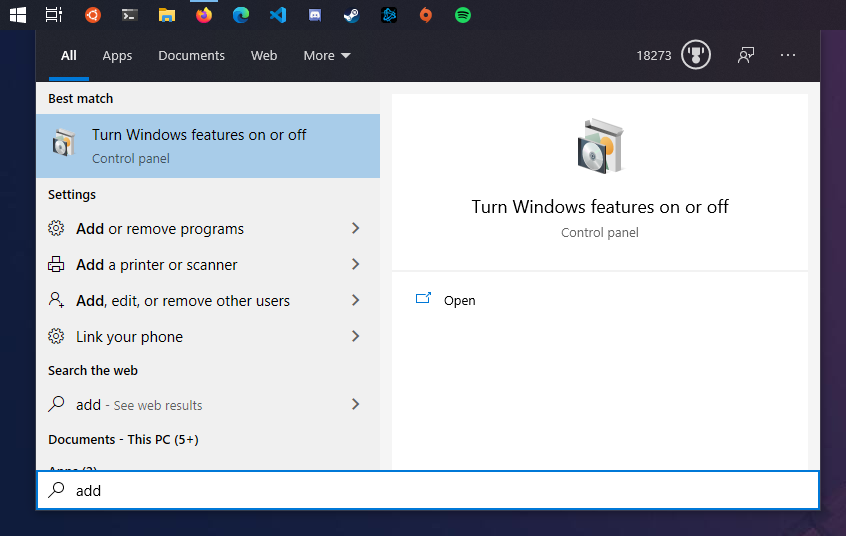 All Apps Documents Web More 18273
Best match
Turn Windows features on or off
Control panel
Settings
Add or remove programs
Add a printer or scanner
Add, edit, or remove other users
Link your phone
Search the web
add - See web results
Documents - This PC (5+)
Turn Windows features on or off
Control panel
Open
add